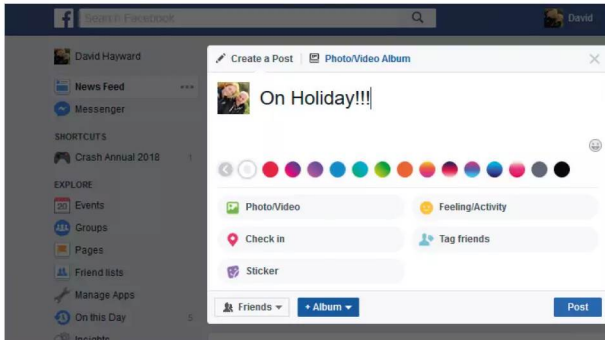 Search Facebook
David
David Hayward
News Feed
Messenger
SHORTCUTS
Crash Annual 2018 1
EXPLORE
20 Events
Groups
Pages
Friend lists
Manage Apps
On this Day 5
Insights
Create a Post Photo/Video Album
On Holiday!!!
Photo/Video Feeling/Activity
Check in Tag friends
Sticker
Friends + Album Post